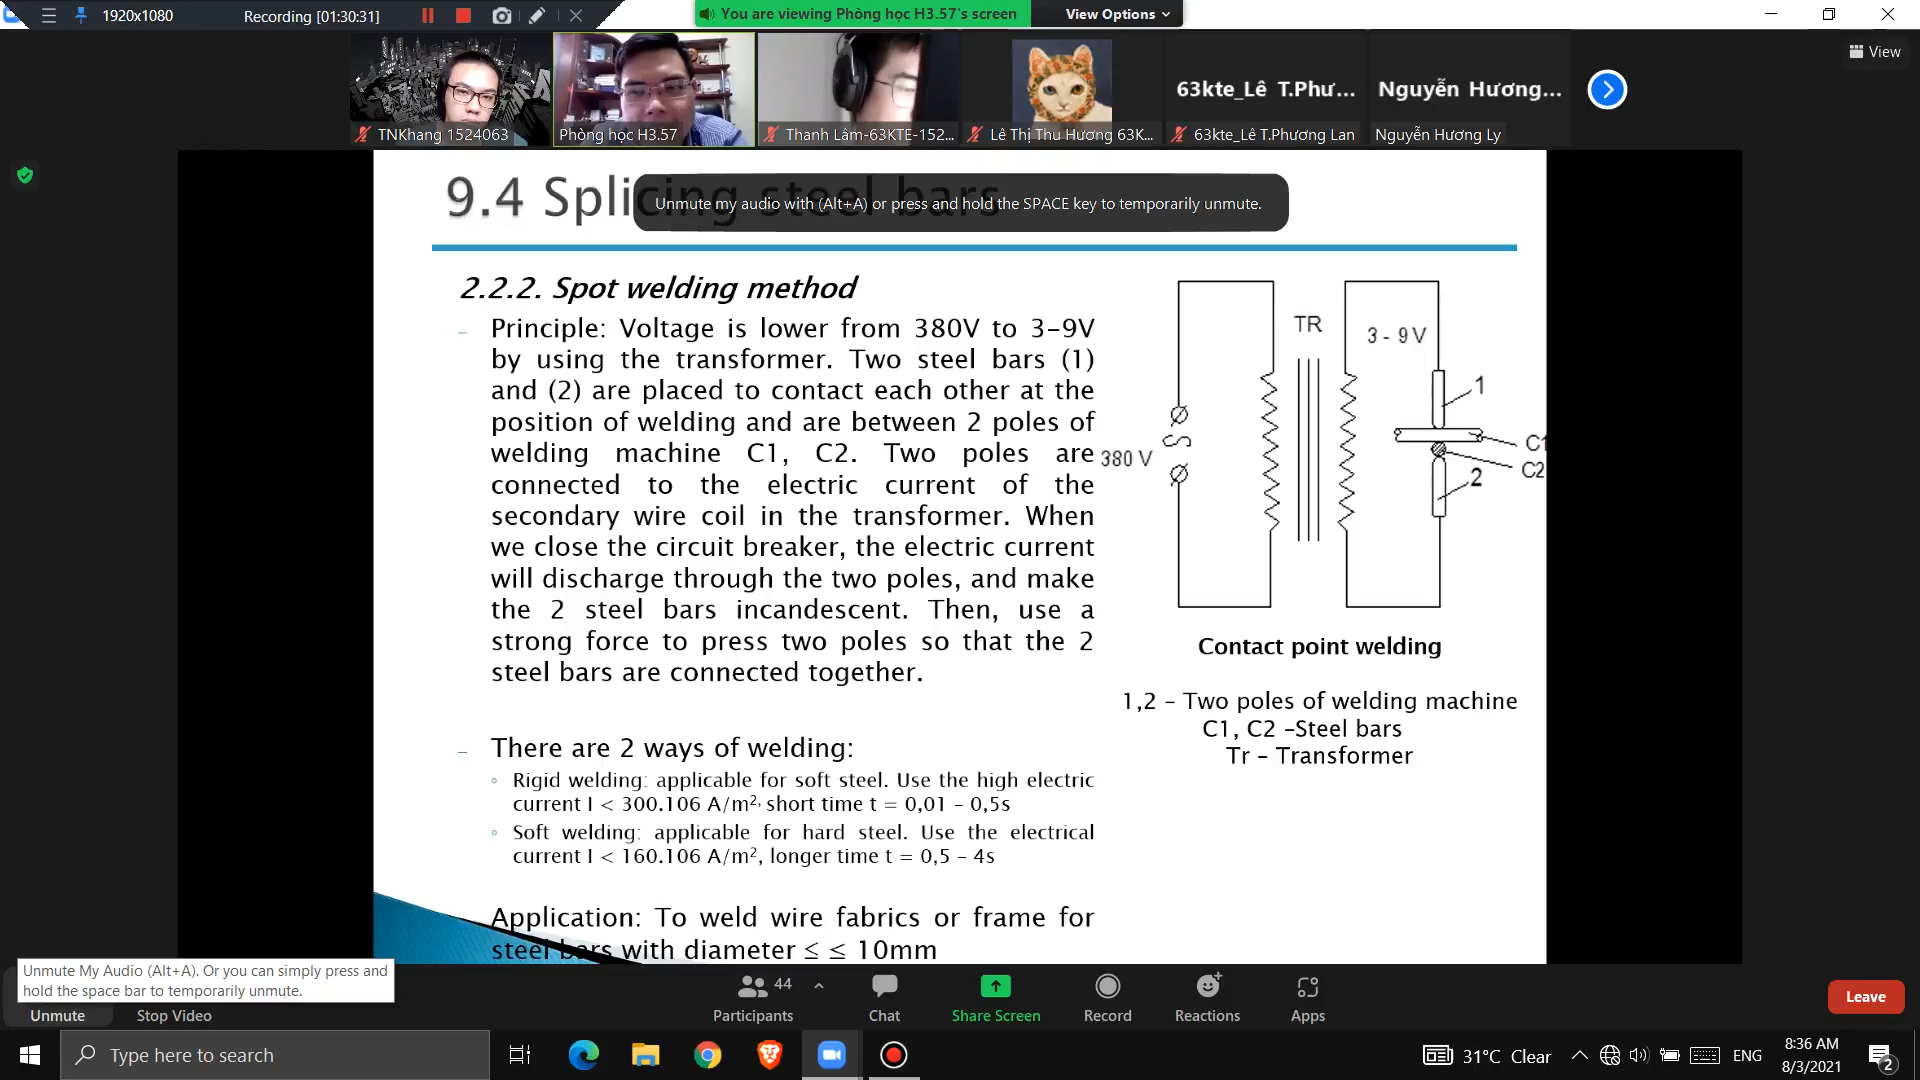 1920x1080
Recording [01:30:31]
You are viewing Phòng học H3.57's screen
View Options
View
TNKhang 1524063
Phòng học H3.57
Thanh Lâm-63KTE-152...
Lê Thị Thu Hương 63K...
63kte_Lê T.Phư...
63kte_Lê T.Phương Lan
Nguyễn Hương...
Nguyễn Hương Ly
9.4 Splicing steel bars
Unmute my audio with (Alt+A) or press and hold the SPACE key to temporarily unmute.
2.2.2. Spot welding method
– Principle: Voltage is lower from 380V to 3-9V
by using the transformer. Two steel bars (1)
and (2) are placed to contact each other at the
position of welding and are between 2 poles of
welding machine C1, C2. Two poles are
connected to the electric current of the
secondary wire coil in the transformer. When
we close the circuit breaker, the electric current
will discharge through the two poles, and make
the 2 steel bars incandescent. Then, use a
strong force to press two poles so that the 2
steel bars are connected together.
– There are 2 ways of welding:
◦ Rigid welding: applicable for soft steel. Use the high electric
current I < 300.106 A/m², short time t = 0,01 – 0,5s
◦ Soft welding: applicable for hard steel. Use the electrical
current I < 160.106 A/m², longer time t = 0,5 – 4s
Application: To weld wire fabrics or frame for
steel bars with diameter ≤ ≤ 10mm
TR
3 - 9 V
1
C1
C2
2
380 V
Contact point welding
1,2 – Two poles of welding machine
C1, C2 –Steel bars
Tr – Transformer
Unmute My Audio (Alt+A). Or you can simply press and
hold the space bar to temporarily unmute.
Unmute
Stop Video
44
Participants
Chat
Share Screen
Record
Reactions
Apps
Leave
Type here to search
31°C Clear
ENG
8:36 AM
8/3/2021
2